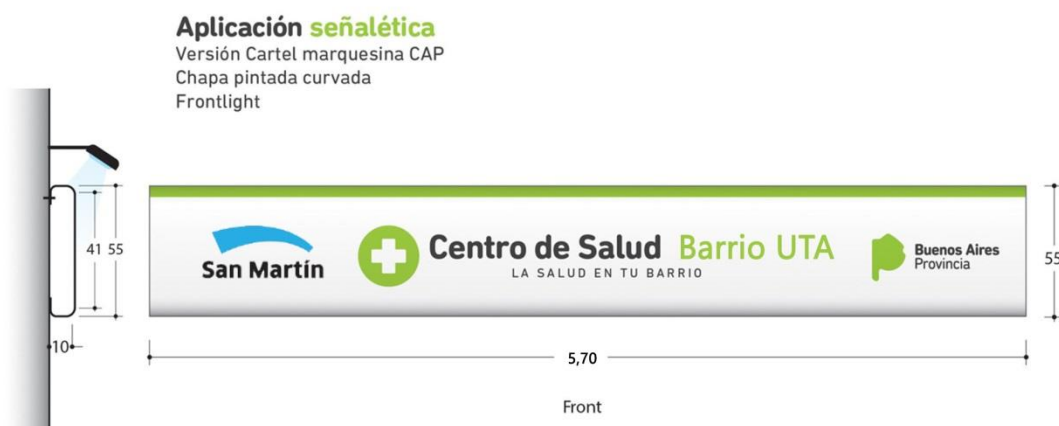 Aplicación señalética
Versión Cartel marquesina CAP
Chapa pintada curvada
Frontlight
41 55
10
San Martín
Centro de Salud Barrio UTA
LA SALUD EN TU BARRIO
Buenos Aires
Provincia
55
5,70
Front